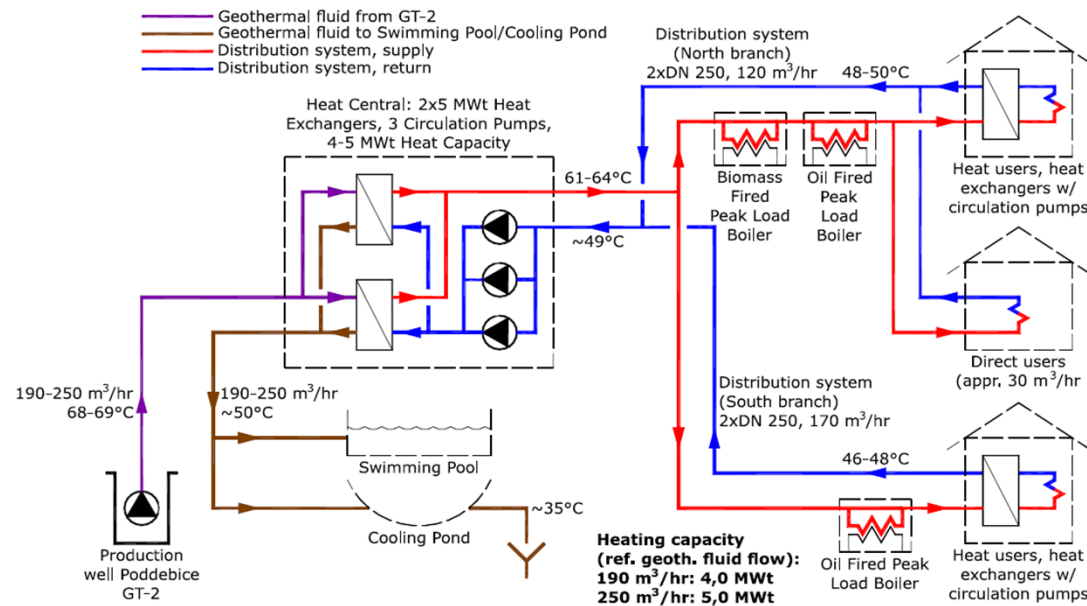 Geothermal fluid from GT-2
Geothermal fluid to Swimming Pool/Cooling Pond
Distribution system, supply
Distribution system, return
Heat Central: 2x5 MWt Heat
Exchangers, 3 Circulation Pumps,
4-5 MWt Heat Capacity
Distribution system
(North branch)
2xDN 250, 120 m³/hr
48-50°C
61-64°C
~49°C
Biomass
Fired
Peak Load
Boiler
Oil Fired
Peak
Load
Boiler
Heat users, heat
exchangers w/
circulation pumps
Direct users
(appr. 30 m³/hr
190-250 m³/hr
68-69°C
190-250 m³/hr
~50°C
Swimming Pool
Cooling Pond
~35°C
Production
well Poddebice
GT-2
Distribution system
(South branch)
2xDN 250, 170 m³/hr
46-48°C
Heating capacity
(ref. geoth. fluid flow):
190 m³/hr: 4,0 MWt
250 m³/hr: 5,0 MWt
Oil Fired Peak
Load Boiler
Heat users, heat
exchangers w/
circulation pumps